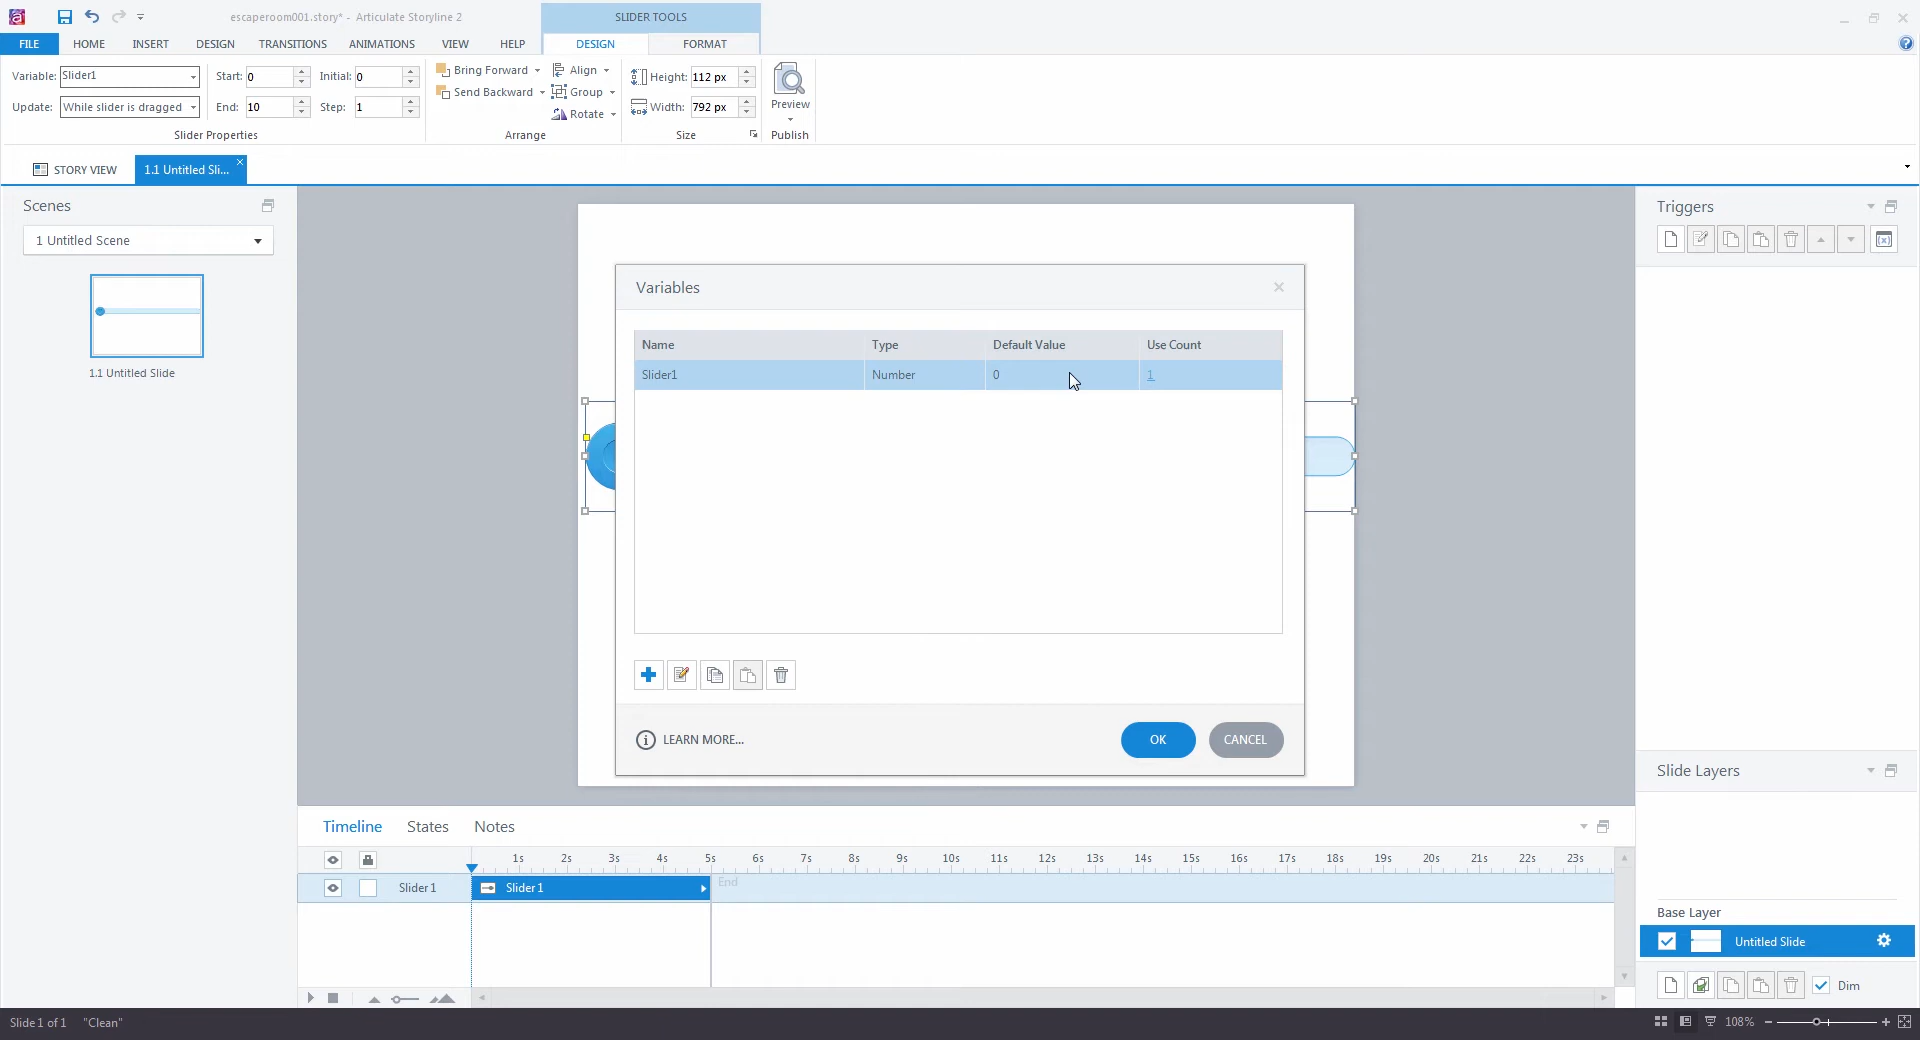 escaperoom001.story* - Articulate Storyline 2
SLIDER TOOLS
FILE HOME INSERT DESIGN TRANSITIONS ANIMATIONS VIEW HELP DESIGN FORMAT
Variable: Slider1 Start: 0 Initial: 0 Bring Forward Align Height: 112 px
Update: While slider is dragged End: 10 Step: 1 Send Backward Group Width: 792 px Preview
Rotate
Slider Properties Arrange Size Publish
STORY VIEW 1.1 Untitled Sli...
Scenes
1 Untitled Scene
1.1 Untitled Slide
Triggers
Variables
Name Type Default Value Use Count
Slider1 Number 0 1
LEARN MORE... OK CANCEL
Slide Layers
Timeline States Notes
1s 2s 3s 4s 5s 6s 7s 8s 9s 10s 11s 12s 13s 14s 15s 16s 17s 18s 19s 20s 21s 22s 23s
Slider 1 Slider 1 End
Base Layer
Untitled Slide
Dim
Slide 1 of 1 "Clean" 108%